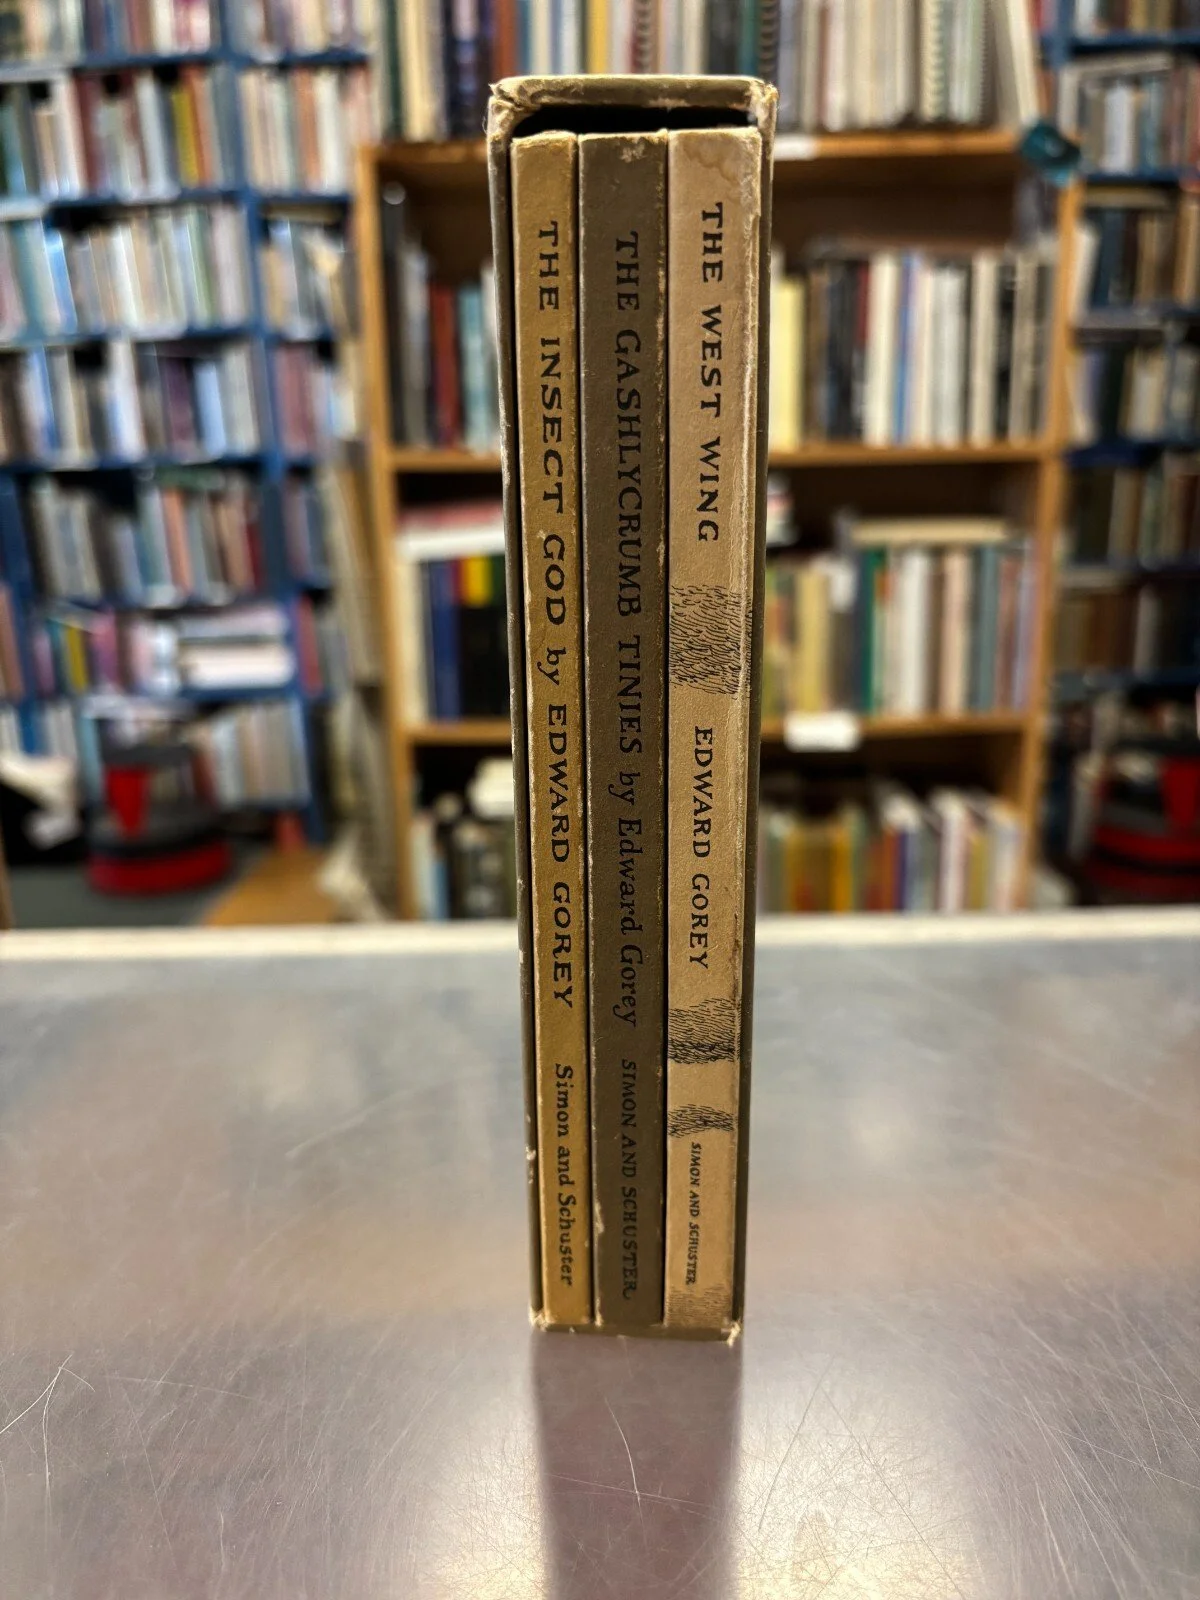 THE INSECT GOD by EDWARD GOREY Simon and Schuster
THE GASHLYCRUMB TINIES by Edward Gorey SIMON AND SCHUSTER
THE WEST WING EDWARD GOREY SIMON AND SCHUSTER